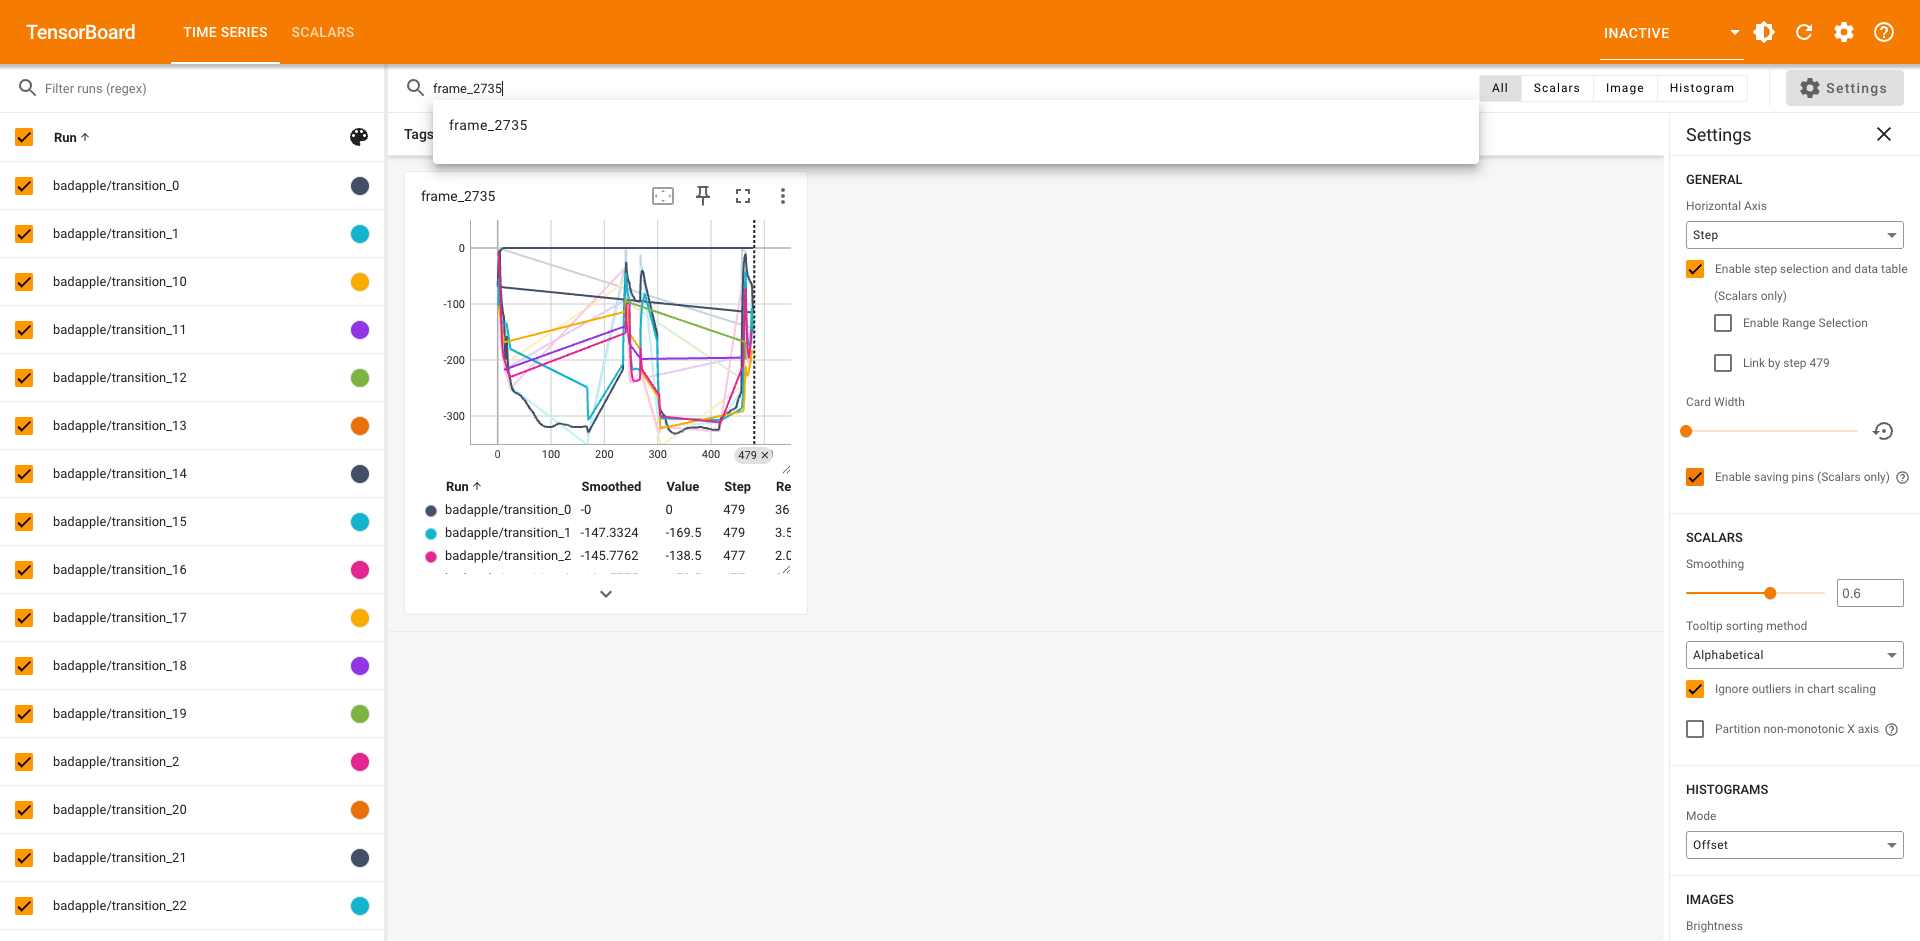 TensorBoard
TIME SERIES
SCALARS
INACTIVE
Filter runs (regex)
frame_2735
All
Scalars
Image
Histogram
Settings
Run
badapple/transition_0
badapple/transition_1
badapple/transition_10
badapple/transition_11
badapple/transition_12
badapple/transition_13
badapple/transition_14
badapple/transition_15
badapple/transition_16
badapple/transition_17
badapple/transition_18
badapple/transition_19
badapple/transition_2
badapple/transition_20
badapple/transition_21
badapple/transition_22
Tags
frame_2735
frame_2735
0
-100
-200
-300
0 100 200 300 400 479
Run Smoothed Value Step Re
badapple/transition_0 -0 0 479 36.
badapple/transition_1 -147.3324 -169.5 479 3.5
badapple/transition_2 -145.7762 -138.5 477 2.0
Settings
GENERAL
Horizontal Axis
Step
Enable step selection and data table
(Scalars only)
Enable Range Selection
Link by step 479
Card Width
Enable saving pins (Scalars only)
SCALARS
Smoothing
0.6
Tooltip sorting method
Alphabetical
Ignore outliers in chart scaling
Partition non-monotonic X axis
HISTOGRAMS
Mode
Offset
IMAGES
Brightness